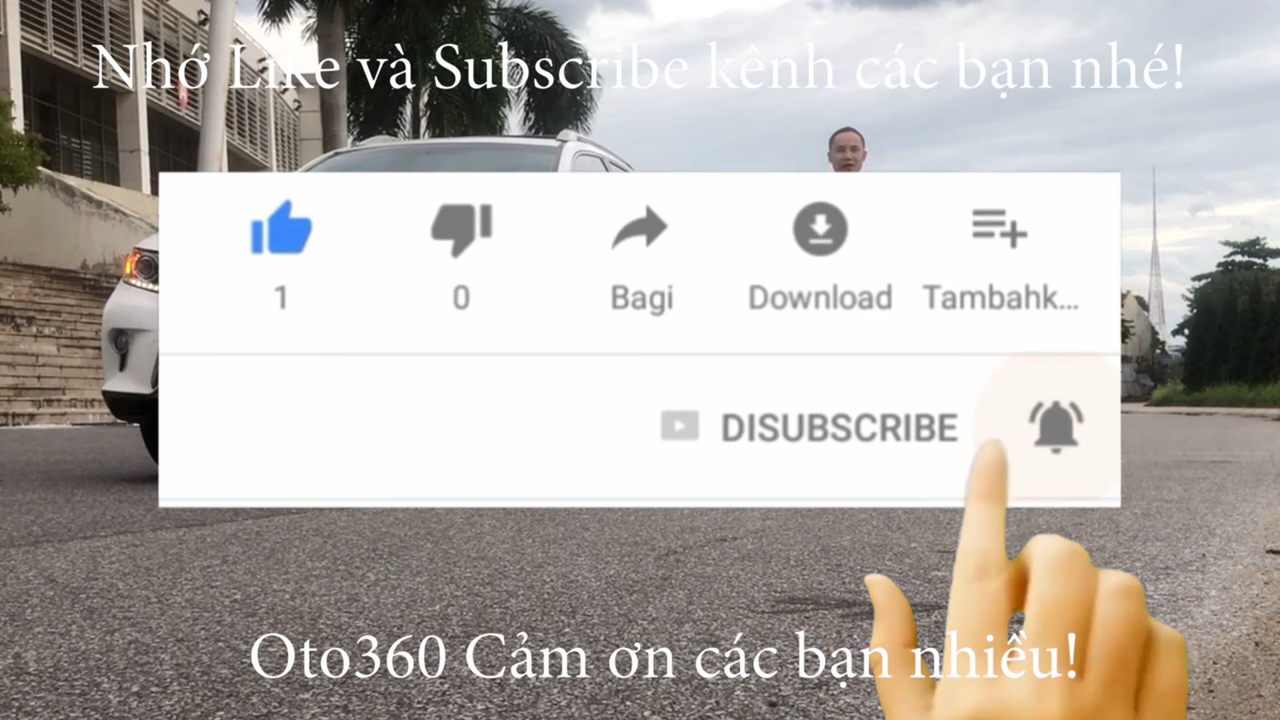 Nhớ Like và Subscribe kênh các bạn nhé!
1 0 Bagi Download Tambahk...
DISUBSCRIBE
Oto360 Cảm ơn các bạn nhiều!